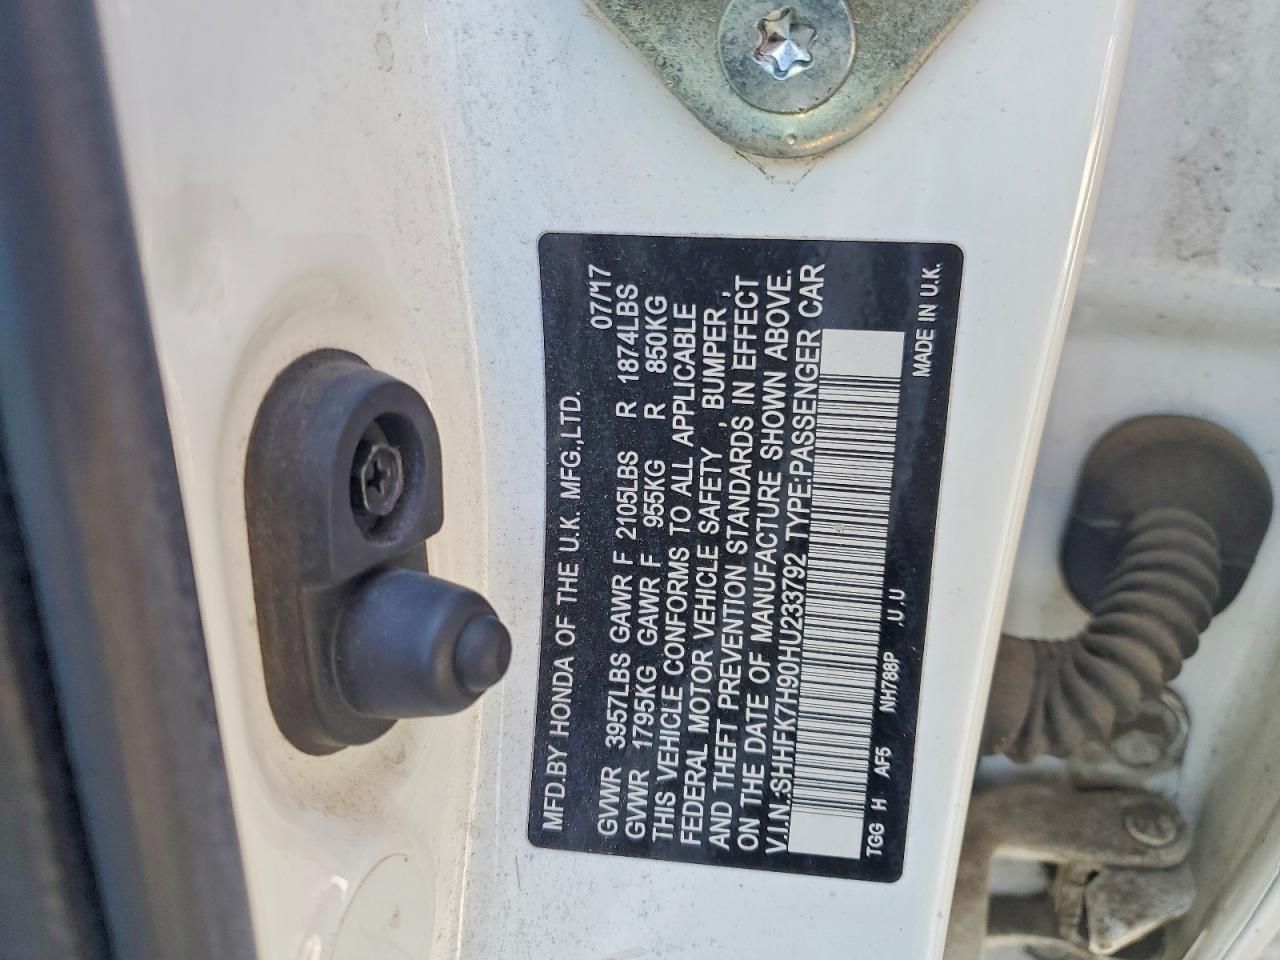 MFD.BY HONDA OF THE U.K. MFG.,LTD. 07/17
GVWR 3957LBS GAWR F 2105LBS R 1874LBS
GVWR 1795KG GAWR F 955KG R 850KG
THIS VEHICLE CONFORMS TO ALL APPLICABLE
FEDERAL MOTOR VEHICLE SAFETY , BUMPER ,
AND THEFT PREVENTION STANDARDS IN EFFECT
ON THE DATE OF MANUFACTURE SHOWN ABOVE.
V.I.N.:SHHFK7H90HU233792 TYPE:PASSENGER CAR
TGG H AF5 NH788P ,U,U MADE IN U.K.